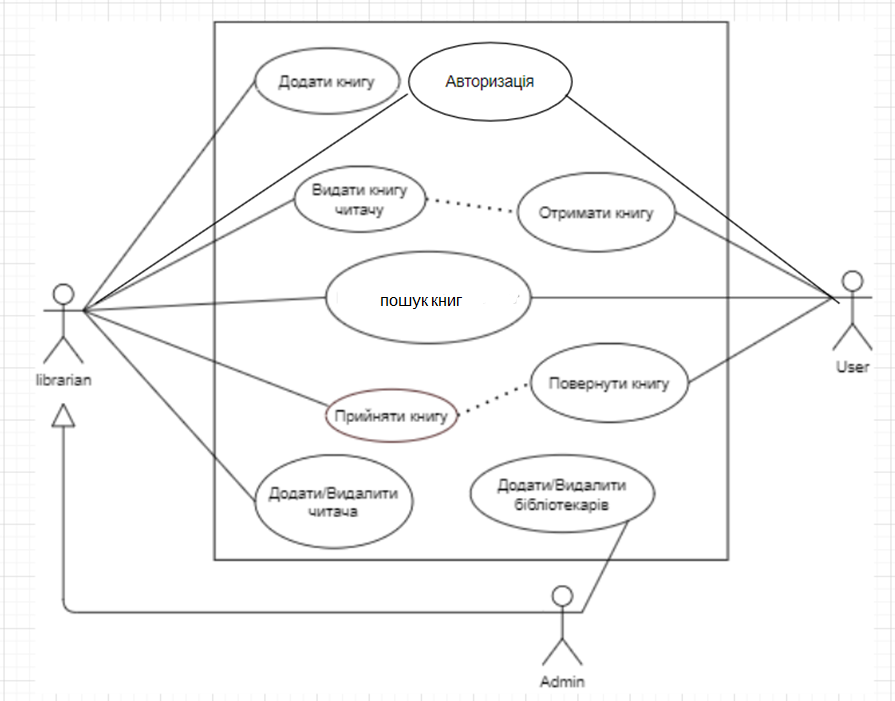 Додати книгу
Авторизація
Видати книгу
читачу
Отримати книгу
пошук книг
librarian
User
Повернути книгу
Прийняти книгу
Додати/Видалити
читача
Додати/Видалити
бібліотекарів
Admin